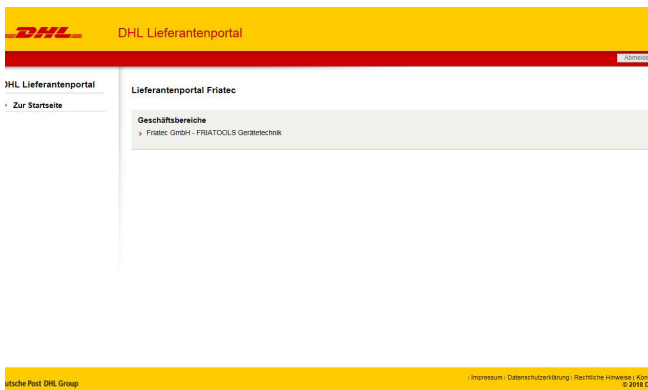 DHL
DHL Lieferantenportal
Abmelde
DHL Lieferantenportal
Zur Startseite
Lieferantenportal Friatec
Geschäftsbereiche
Friatec GmbH - FRIATOOLS Gerätetechnik
utsche Post DHL Group
| Impressum | Datenschutzerklärung | Rechtliche Hinweise | Kon
© 2018 D